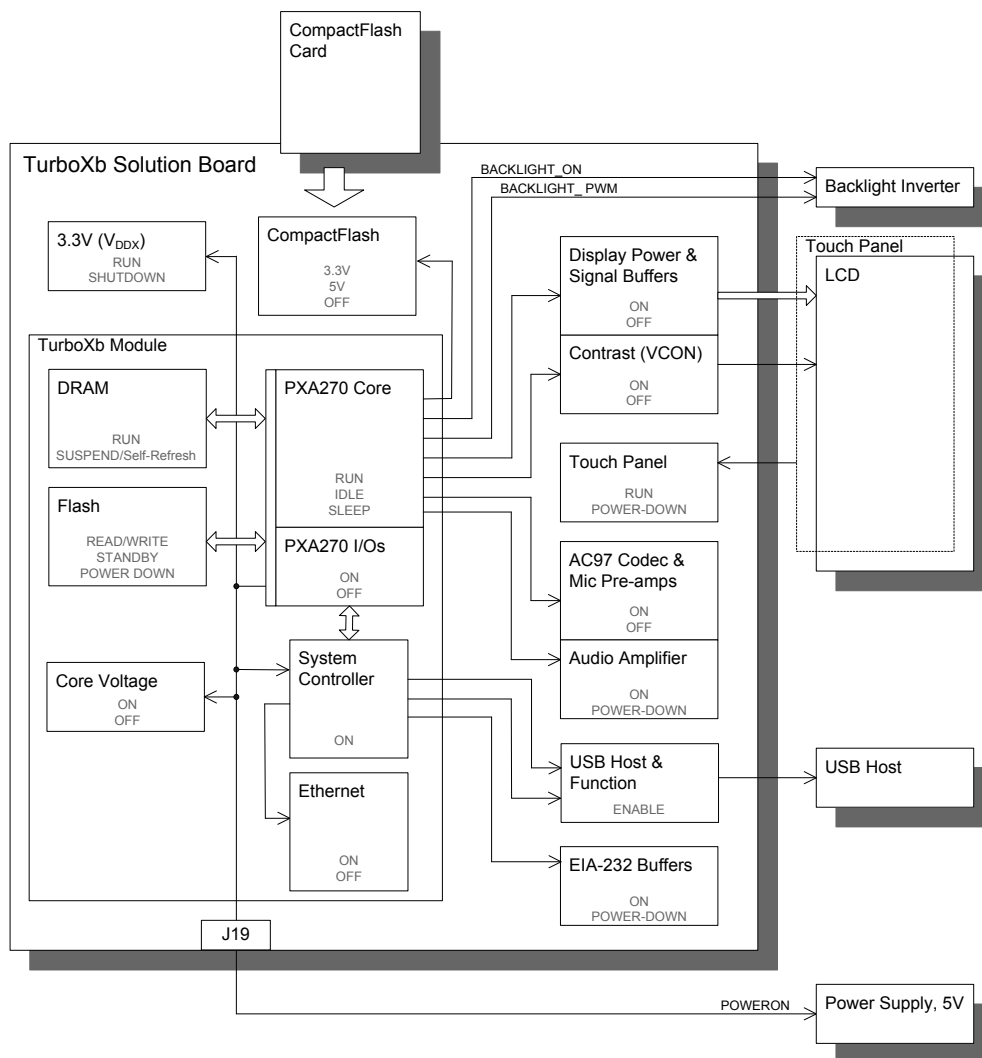 CompactFlash
Card
TurboXb Solution Board
BACKLIGHT_ON
BACKLIGHT_ PWM
Backlight Inverter
3.3V (VDDX)
RUN
SHUTDOWN
CompactFlash
3.3V
5V
OFF
Display Power &
Signal Buffers
ON
OFF
Contrast (VCON)
ON
OFF
Touch Panel
LCD
TurboXb Module
DRAM
RUN
SUSPEND/Self-Refresh
PXA270 Core
RUN
IDLE
SLEEP
Touch Panel
RUN
POWER-DOWN
Flash
READ/WRITE
STANDBY
POWER DOWN
PXA270 I/Os
ON
OFF
AC97 Codec &
Mic Pre-amps
ON
OFF
Audio Amplifier
ON
POWER-DOWN
Core Voltage
ON
OFF
System
Controller
ON
USB Host &
Function
ENABLE
USB Host
Ethernet
ON
OFF
EIA-232 Buffers
ON
POWER-DOWN
J19
POWERON
Power Supply, 5V